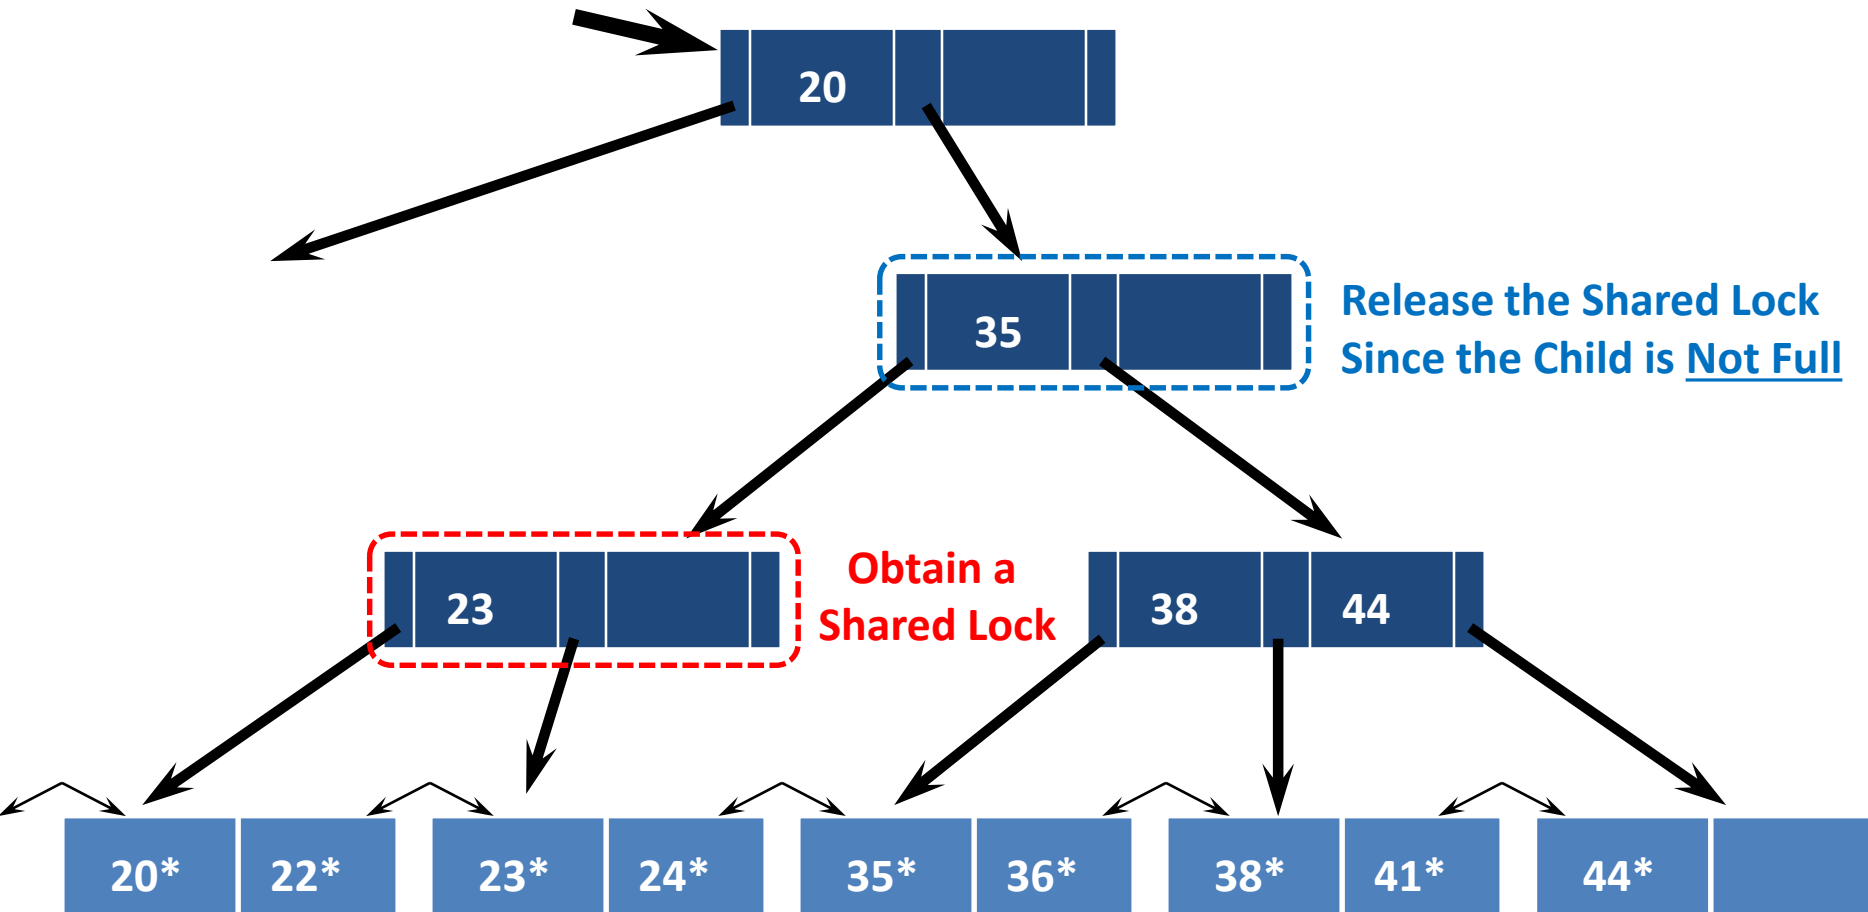 20
35
Release the Shared Lock
Since the Child is Not Full
23
Obtain a
Shared Lock
38 44
20* 22* 23* 24* 35* 36* 38* 41* 44*